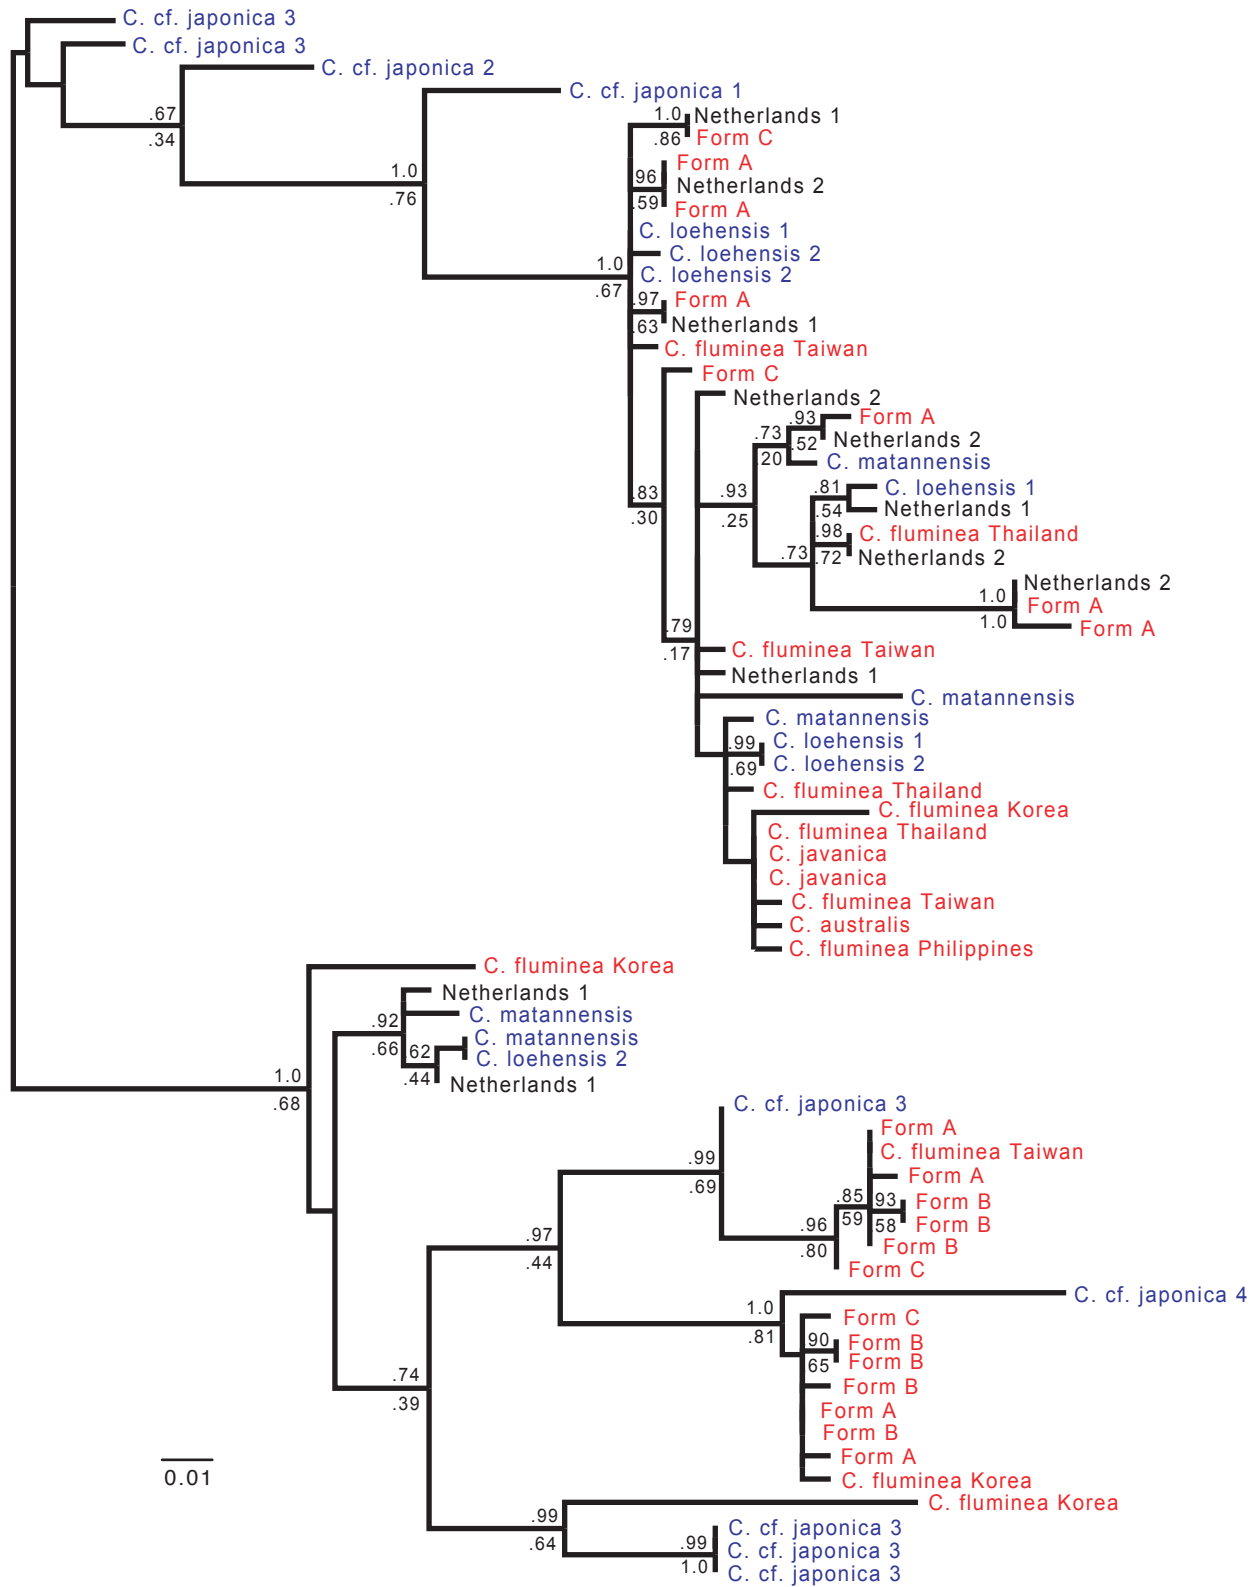 C. cf. japonica 3
C. cf. japonica 3
C. cf. japonica 2
C. cf. japonica 1
.67
.34
1.0
.76
1.0 Netherlands 1
.86 Form C
Form A
96 Netherlands 2
59 Form A
C. loehensis 1
C. loehensis 2
1.0
.67
C. loehensis 2
.97 Form A
.63 Netherlands 1
C. fluminea Taiwan
Form C
Netherlands 2
.93 Form A
.73
.52 Netherlands 2
.20 C. matannensis
.81 C. loehensis 1
.83
.30
.93
.25
.54 Netherlands 1
.98 C. fluminea Thailand
.73
.72 Netherlands 2
Netherlands 2
1.0 Form A
1.0 Form A
.79
.17
C. fluminea Taiwan
Netherlands 1
C. matannensis
C. matannensis
.99 C. loehensis 1
.69 C. loehensis 2
C. fluminea Thailand
C. fluminea Korea
C. fluminea Thailand
C. javanica
C. javanica
C. fluminea Taiwan
C. australis
C. fluminea Philippines
C. fluminea Korea
Netherlands 1
C. matannensis
.92
.66
C. matannensis
62 C. loehensis 2
.44 Netherlands 1
1.0
.68
C. cf. japonica 3
Form A
C. fluminea Taiwan
.99
.69
Form A
.85
59
93 Form B
58 Form B
.96
.80
Form B
Form C
.97
.44
C. cf. japonica 4
1.0
.81
Form C
90 Form B
65 Form B
Form B
.74
.39
Form A
Form B
Form A
C. fluminea Korea
0.01
C. fluminea Korea
.99
.64
C. cf. japonica 3
.99 C. cf. japonica 3
1.0 C. cf. japonica 3